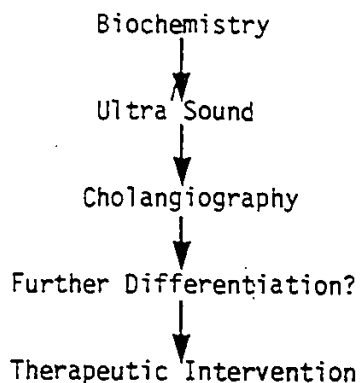 Biochemistry
Ultra Sound
Cholangiography
Further Differentiation?
Therapeutic Intervention